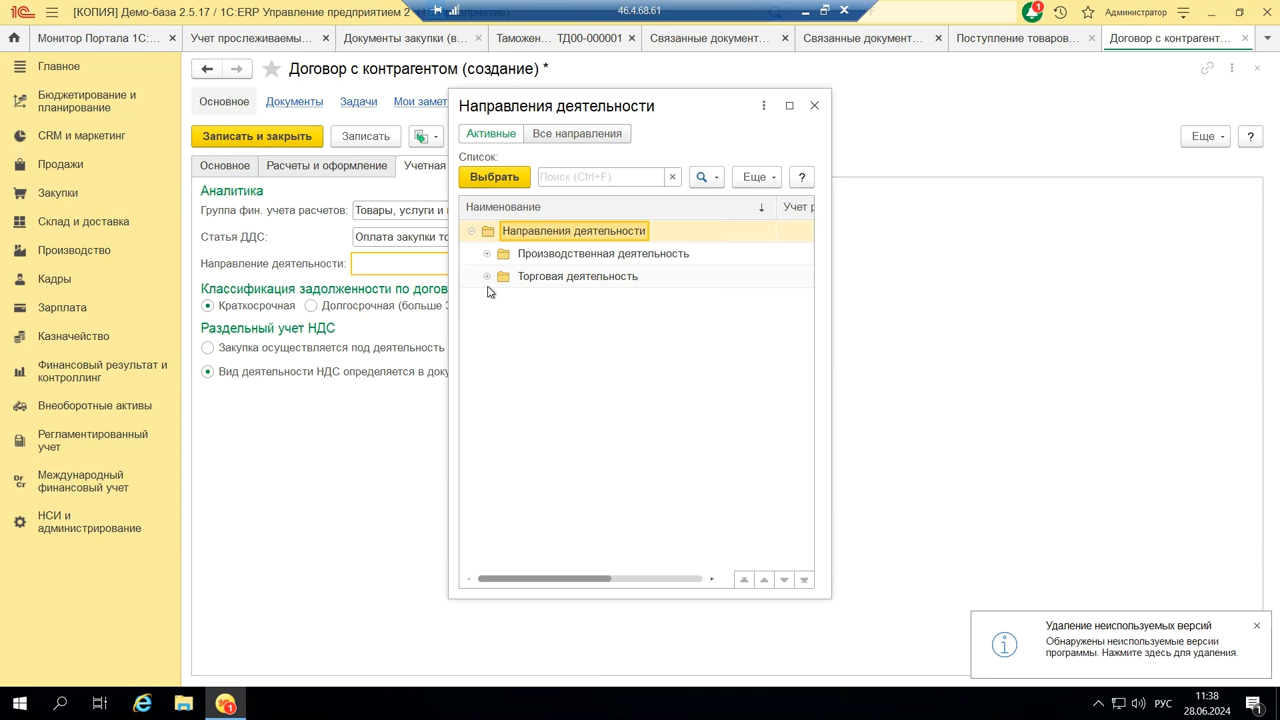 [КОПИЯ] Демо-база 2.5.17 / 1С:ERP Управление предприятием 2
46.4.68.61
Администратор
Монитор Портала 1С:...
Учет прослеживаемы...
Документы закупки (в...
Таможен... ТД00-000001
Связанные документ...
Связанные документ...
Поступление товаров...
Договор с контрагент...
Главное
Бюджетирование и
планирование
CRM и маркетинг
Продажи
Закупки
Склад и доставка
Производство
Кадры
Зарплата
Казначейство
Финансовый результат и
контроллинг
Внеоборотные активы
Регламентированный
учет
Международный
финансовый учет
НСИ и
администрирование
Договор с контрагентом (создание) *
Основное
Документы
Задачи
Мои замет
Записать и закрыть
Записать
Еще
?
Основное
Расчеты и оформление
Учетная
Аналитика
Группа фин. учета расчетов:
Товары, услуги и
Статья ДДС:
Оплата закупки то
Направление деятельности:
Классификация задолженности по догов
Краткосрочная
Долгосрочная (больше
Раздельный учет НДС
Закупка осуществляется под деятельность
Вид деятельности НДС определяется в доку
Направления деятельности
Активные
Все направления
Список:
Выбрать
Поиск (Ctrl+F)
Еще
?
Наименование
Учет р
Направления деятельности
Производственная деятельность
Торговая деятельность
Удаление неиспользуемых версий
Обнаружены неиспользуемые версии
программы. Нажмите здесь для удаления.
РУС
11:38
28.06.2024